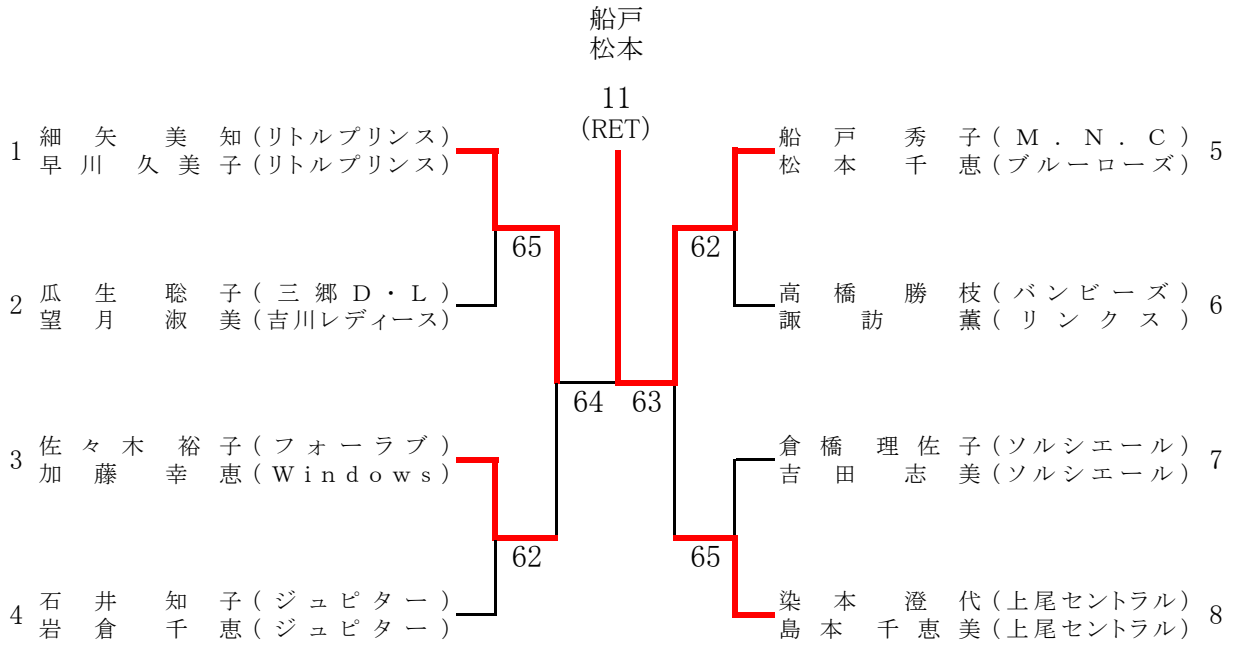 船戸
松本
11
(RET)
1 細矢美知(リトルプリンス)
早川久美子(リトルプリンス)
65
2 瓜生聡子(三郷D・L)
望月淑美(吉川レディース)
64
3 佐々木裕子(フォーラブ)
加藤幸恵(Windows)
62
4 石井知子(ジュピター)
岩倉千恵(ジュピター)
船戸秀子(M.N.C) 5
松本千恵(ブルーローズ)
62
高橋勝枝(バンビーズ) 6
諏訪薫(リンクス)
63
倉橋理佐子(ソルシエール) 7
吉田志美(ソルシエール)
65
染本澄代(上尾セントラル) 8
島本千恵美(上尾セントラル)